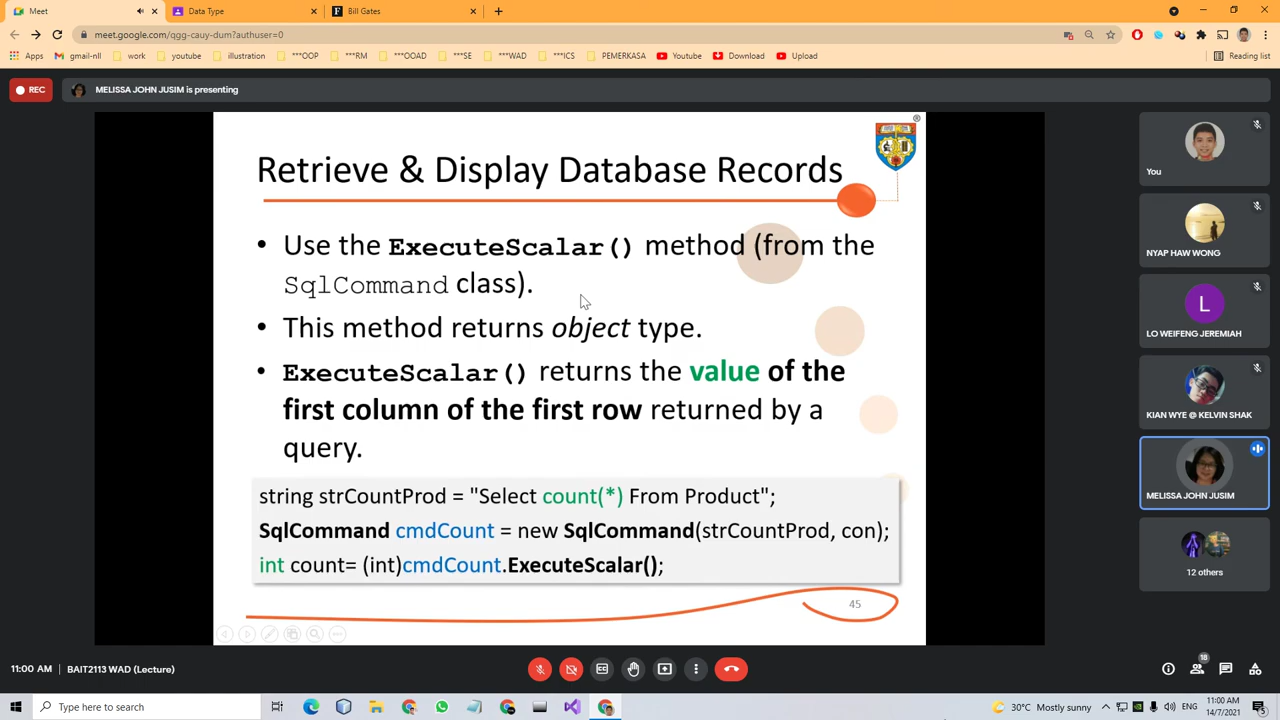 Meet
Data Type
Bill Gates
meet.google.com/qgg-cauy-dum?authuser=0
Apps
gmail-nll
work
youtube
illustration
***OOP
***RM
***OOAD
***SE
***WAD
***ICS
PEMERKASA
Youtube
Download
Upload
Reading list
REC
MELISSA JOHN JUSIM is presenting
Retrieve & Display Database Records
• Use the ExecuteScalar() method (from the
SqlCommand class).
• This method returns object type.
• ExecuteScalar() returns the value of the
first column of the first row returned by a
query.
string strCountProd = "Select count(*) From Product";
SqlCommand cmdCount = new SqlCommand(strCountProd, con);
int count= (int)cmdCount.ExecuteScalar();
45
You
NYAP HAW WONG
L
LO WEIFENG JEREMIAH
KIAN WYE @ KELVIN SHAK
MELISSA JOHN JUSIM
12 others
11:00 AM | BAIT2113 WAD (Lecture)
18
Type here to search
30°C Mostly sunny
ENG
11:00 AM
14/7/2021